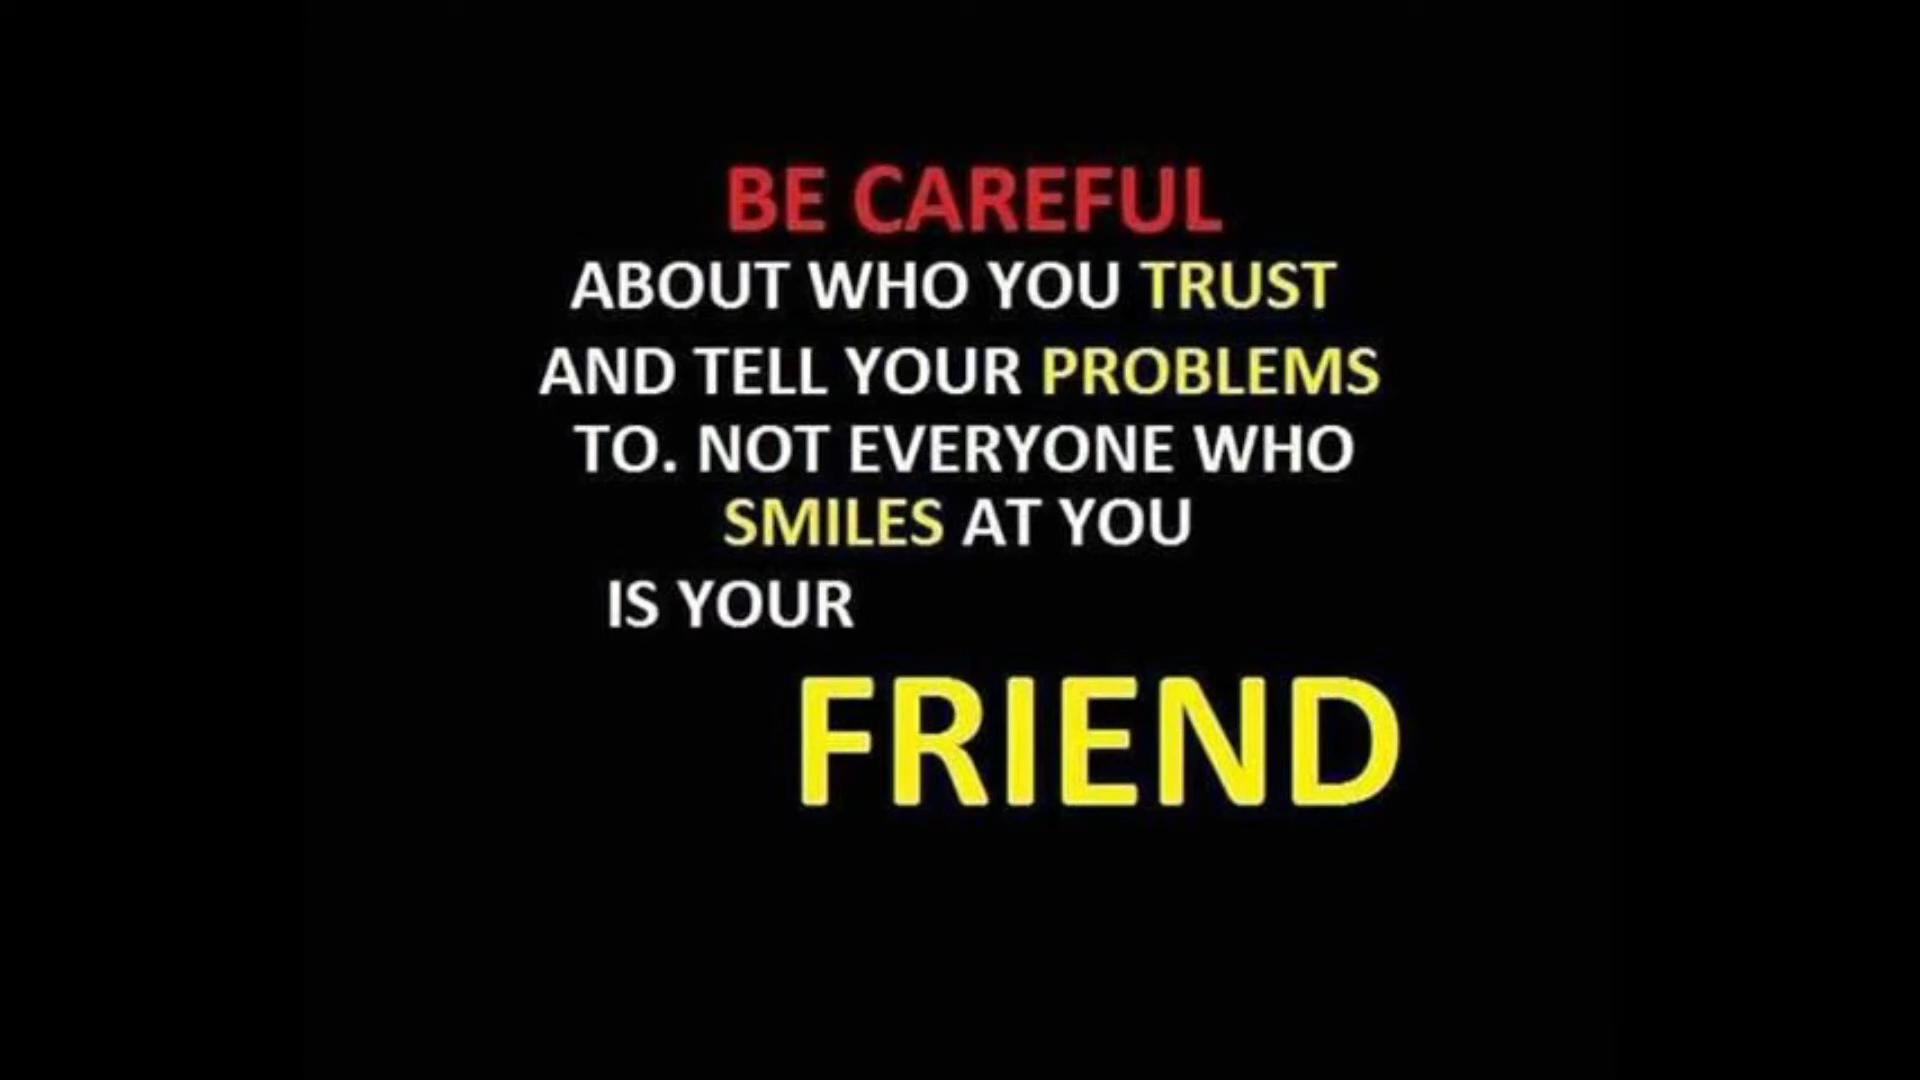 BE CAREFUL
ABOUT WHO YOU TRUST
AND TELL YOUR PROBLEMS
TO. NOT EVERYONE WHO
SMILES AT YOU
IS YOUR
FRIEND